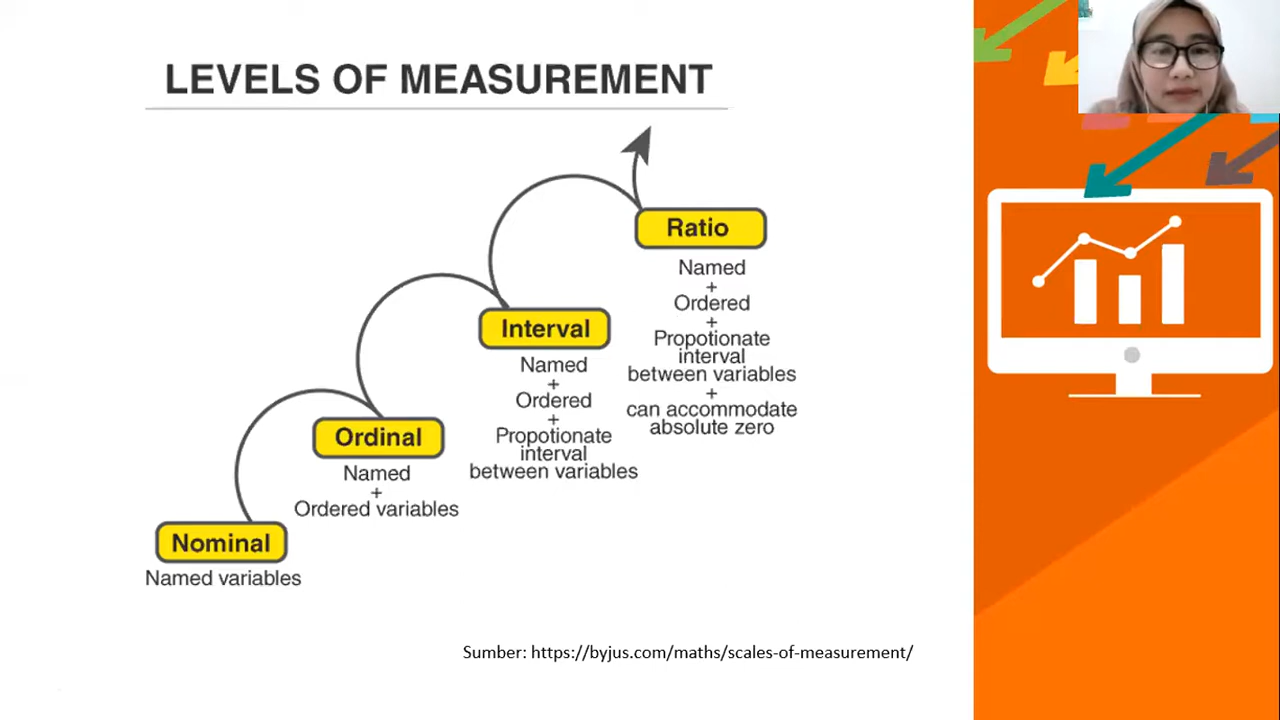 LEVELS OF MEASUREMENT
Ratio
Named
+
Ordered
+
Propotionate
interval
between variables
+
can accommodate
absolute zero
Interval
Named
+
Ordered
+
Propotionate
interval
between variables
Ordinal
Named
+
Ordered variables
Nominal
Named variables
Sumber: https://byjus.com/maths/scales-of-measurement/